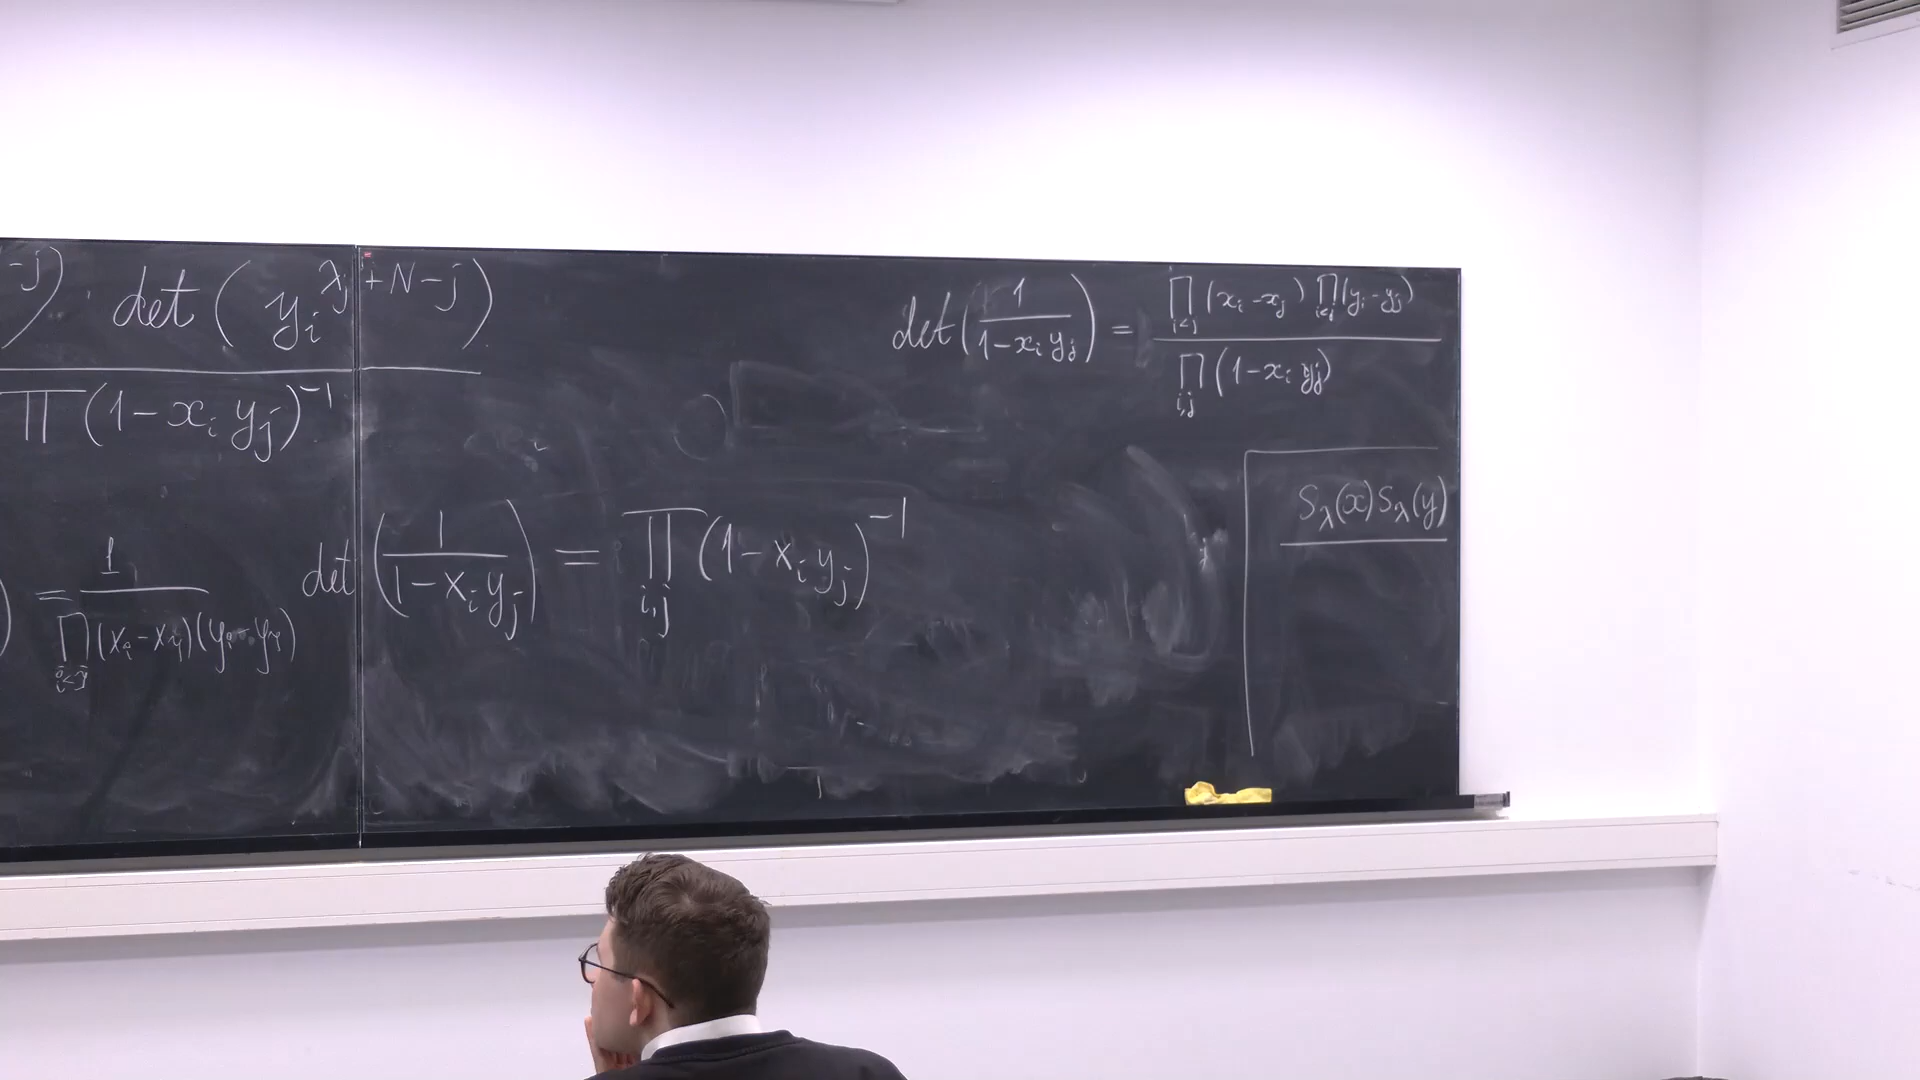 -j) · det ( y_i^{λ_j + N - j} )
∏ (1 - x_i y_j)^{-1}
det ( 1 / (1 - x_i y_j) ) = ∏_{i<j} (x_i - x_j) ∏_{i<j} (y_i - y_j) / ∏_{i,j} (1 - x_i y_j)
) = 1 / ∏_{i<j} (x_i - x_j)(y_i - y_j) det ( 1 / (1 - x_i y_j) ) = ∏_{i,j} (1 - x_i y_j)^{-1}
S_λ(x) S_λ(y)